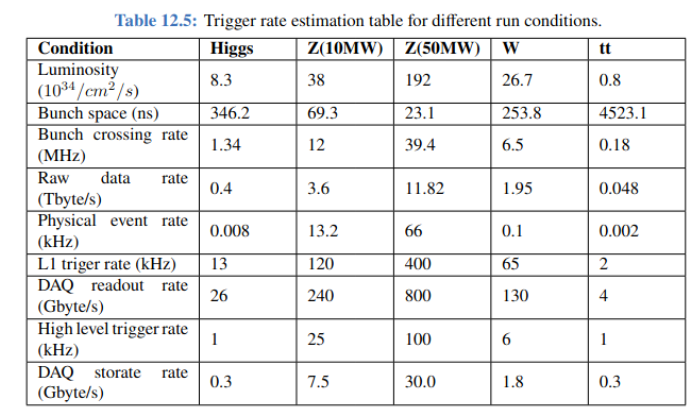 Table 12.5: Trigger rate estimation table for different run conditions.
Condition Higgs Z(10MW) Z(50MW) W tt
Luminosity
(10³⁴/cm²/s) 8.3 38 192 26.7 0.8
Bunch space (ns) 346.2 69.3 23.1 253.8 4523.1
Bunch crossing rate
(MHz) 1.34 12 39.4 6.5 0.18
Raw data rate
(Tbyte/s) 0.4 3.6 11.82 1.95 0.048
Physical event rate
(kHz) 0.008 13.2 66 0.1 0.002
L1 triger rate (kHz) 13 120 400 65 2
DAQ readout rate
(Gbyte/s) 26 240 800 130 4
High level trigger rate
(kHz) 1 25 100 6 1
DAQ storate rate
(Gbyte/s) 0.3 7.5 30.0 1.8 0.3